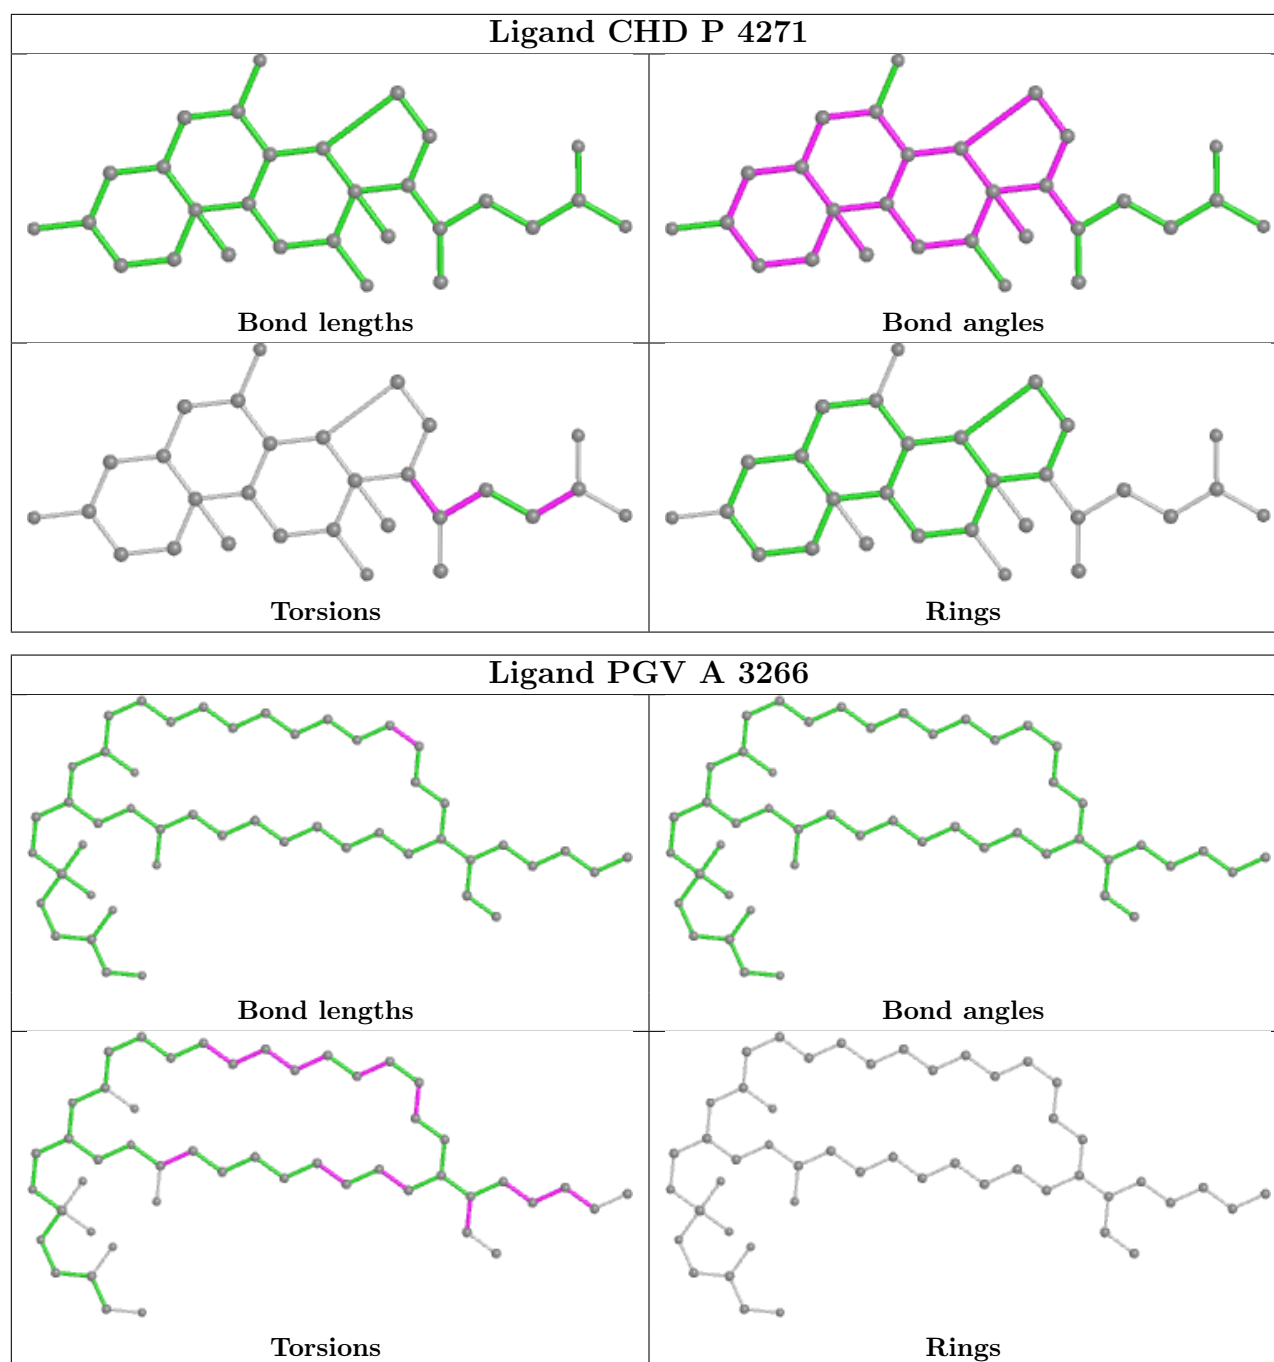 Ligand CHD P 4271
Bond lengths
Bond angles
Torsions
Rings
Ligand PGV A 3266
Bond lengths
Bond angles
Torsions
Rings